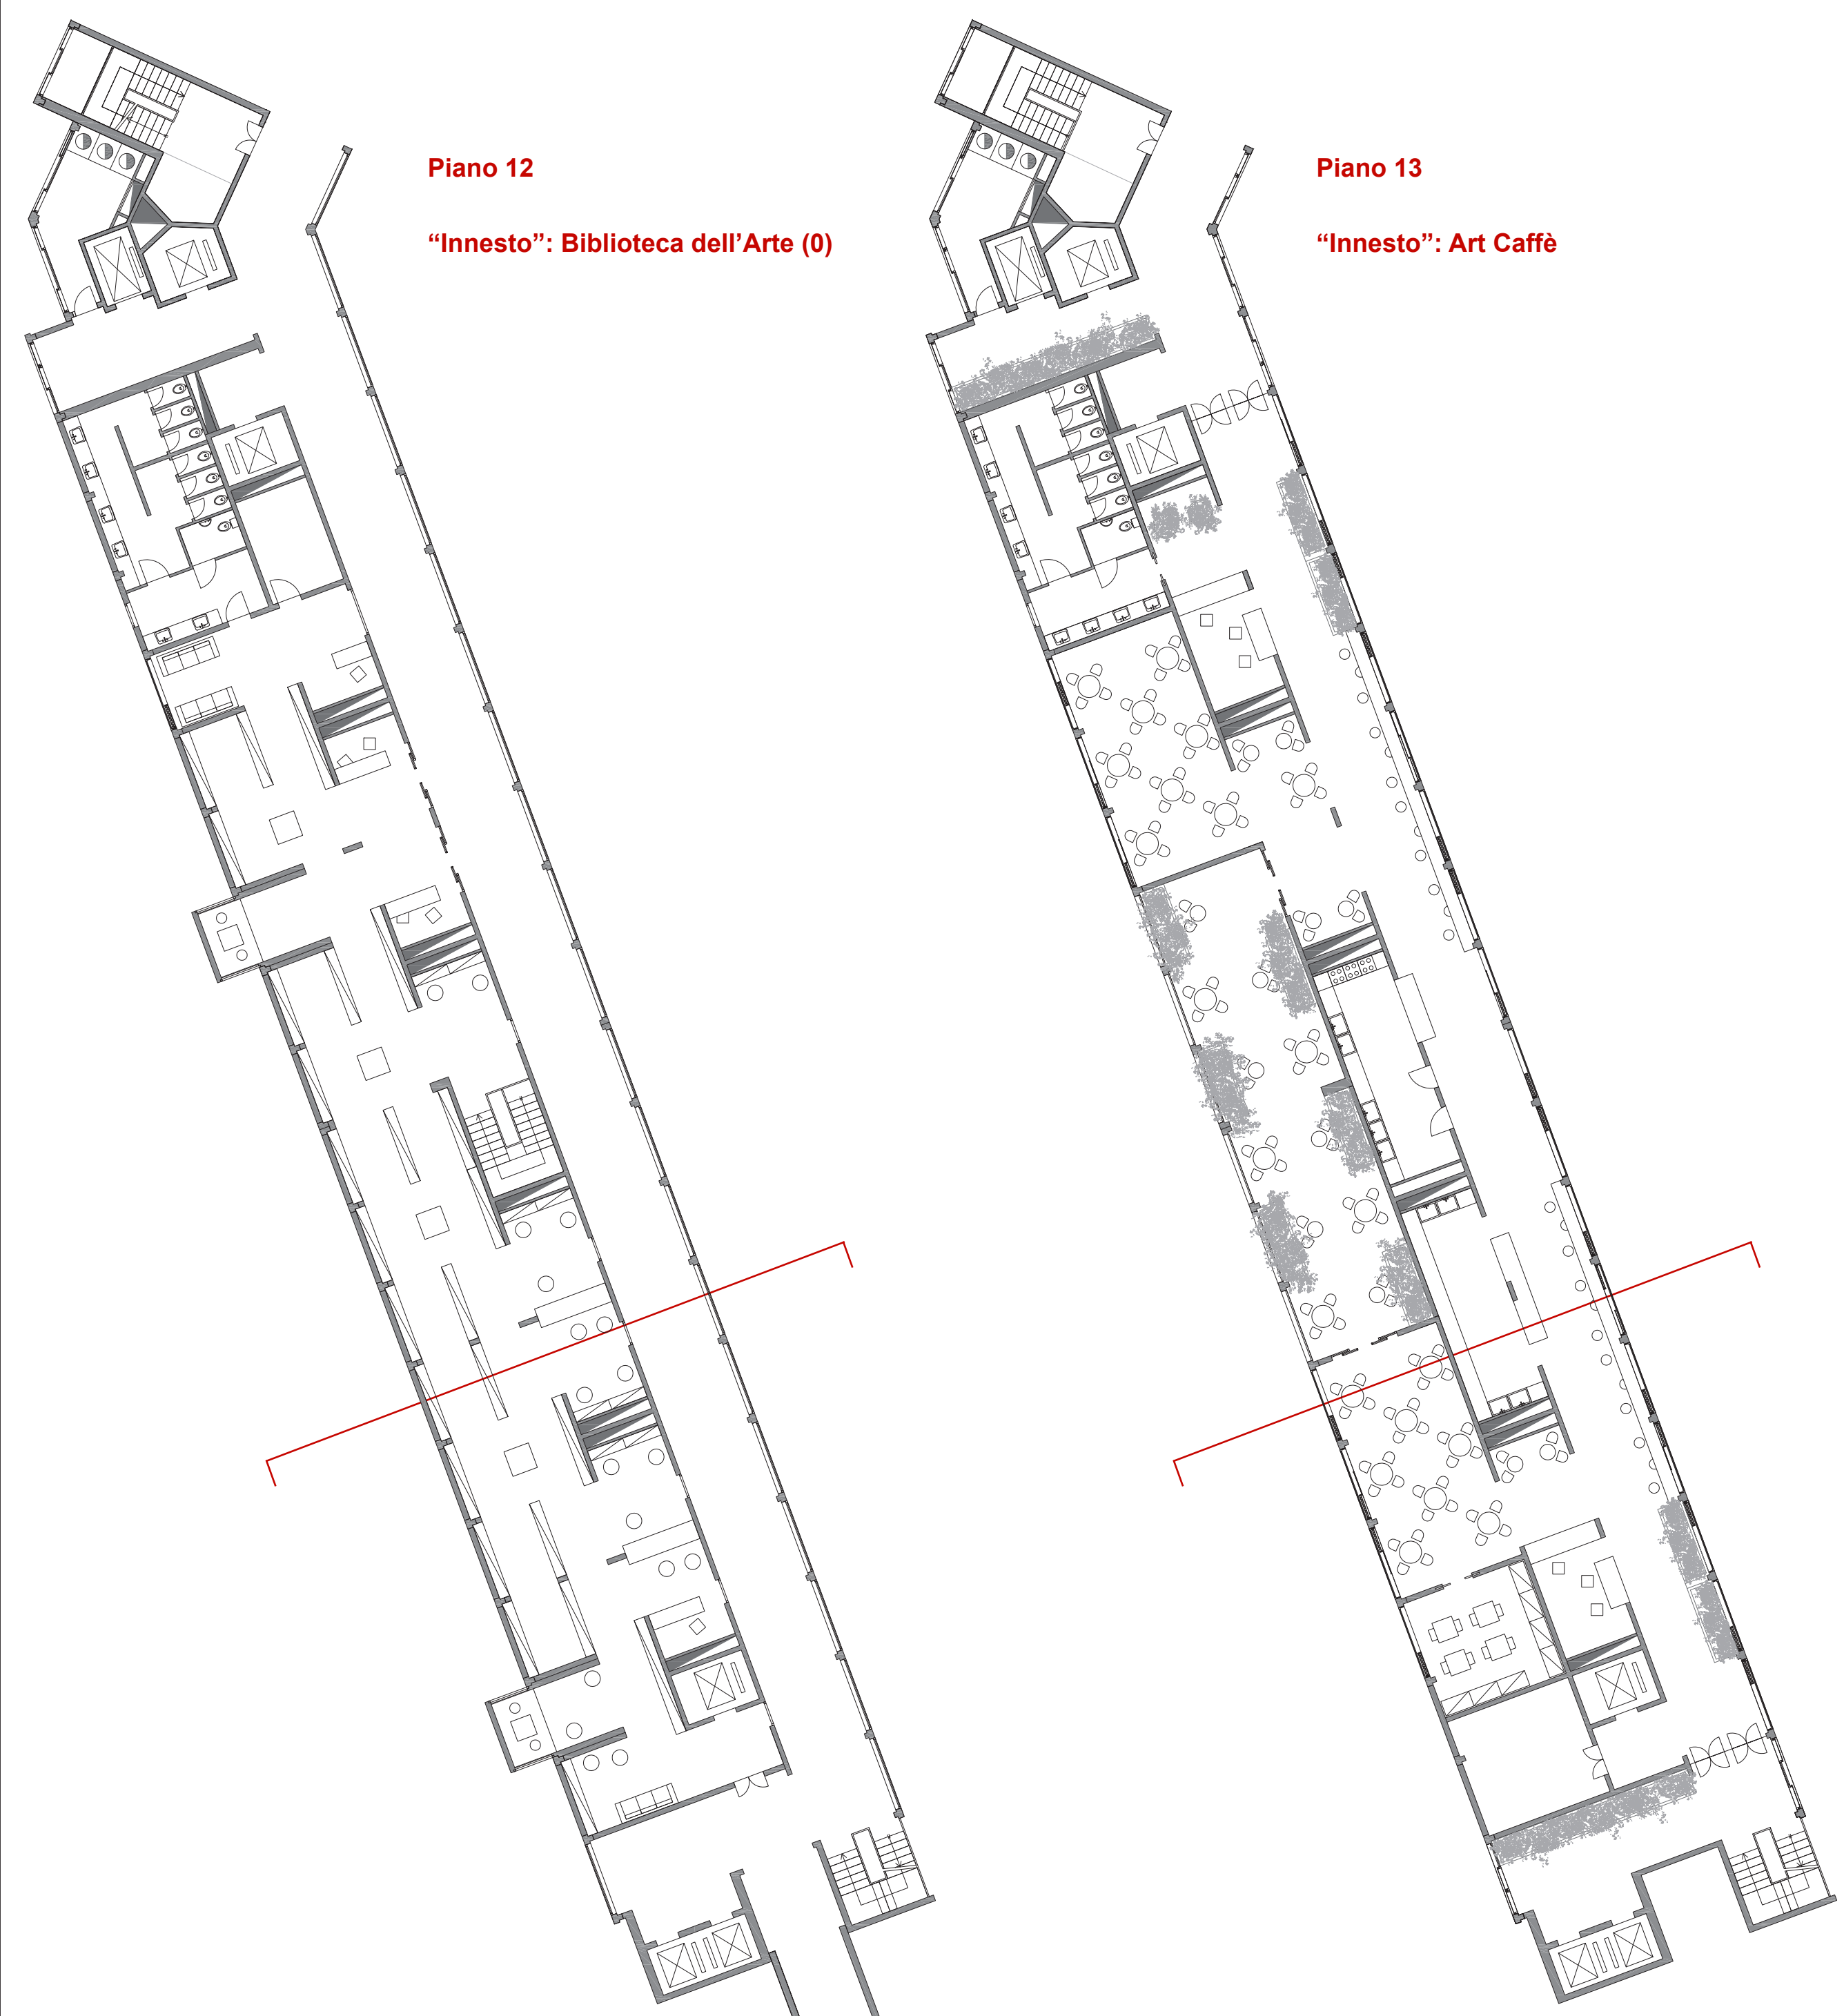 Piano 12
“Innesto”: Biblioteca dell’Arte (0)
Piano 13
“Innesto”: Art Caffè